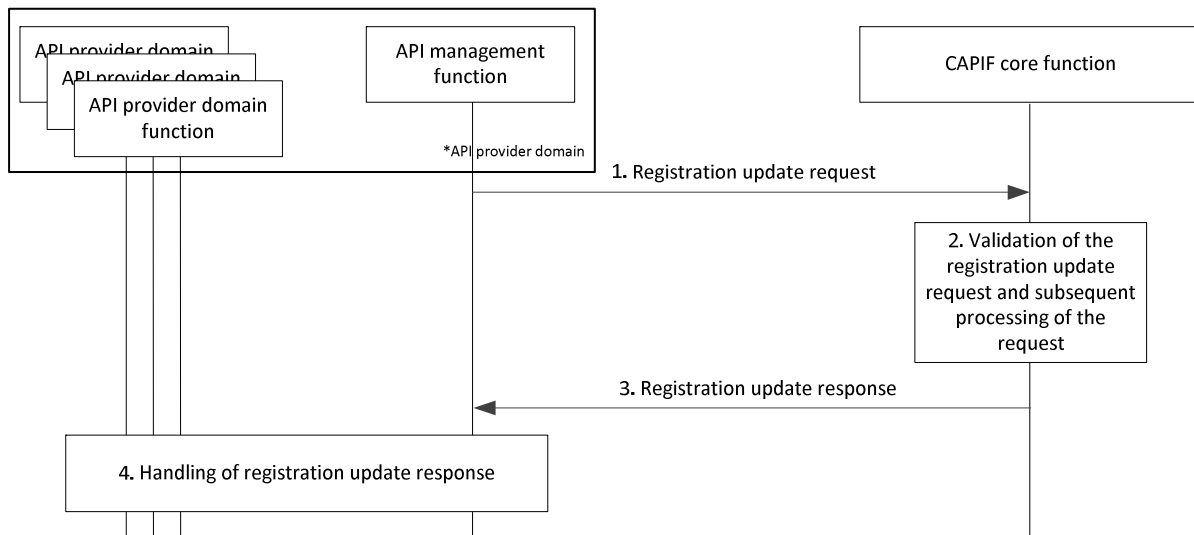 API provider domain
API provider domain
API provider domain
function
API management
function
CAPIF core function
*API provider domain
1. Registration update request
2. Validation of the
registration update
request and subsequent
processing of the
request
3. Registration update response
4. Handling of registration update response